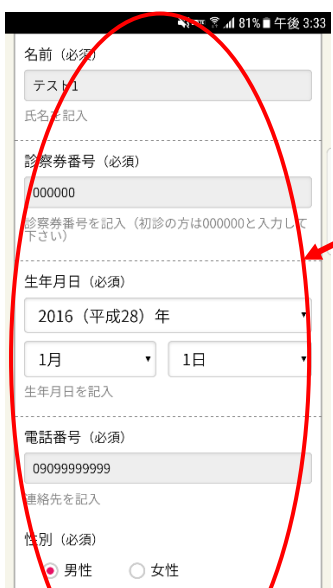 81% 午後 3:33
名前（必須）
テスト1
氏名を記入
診察券番号（必須）
000000
診察券番号を記入（初診の方は000000と入力して
下さい）
生年月日（必須）
2016（平成28）年
1月 1日
生年月日を記入
電話番号（必須）
09099999999
連絡先を記入
性別（必須）
男性 女性